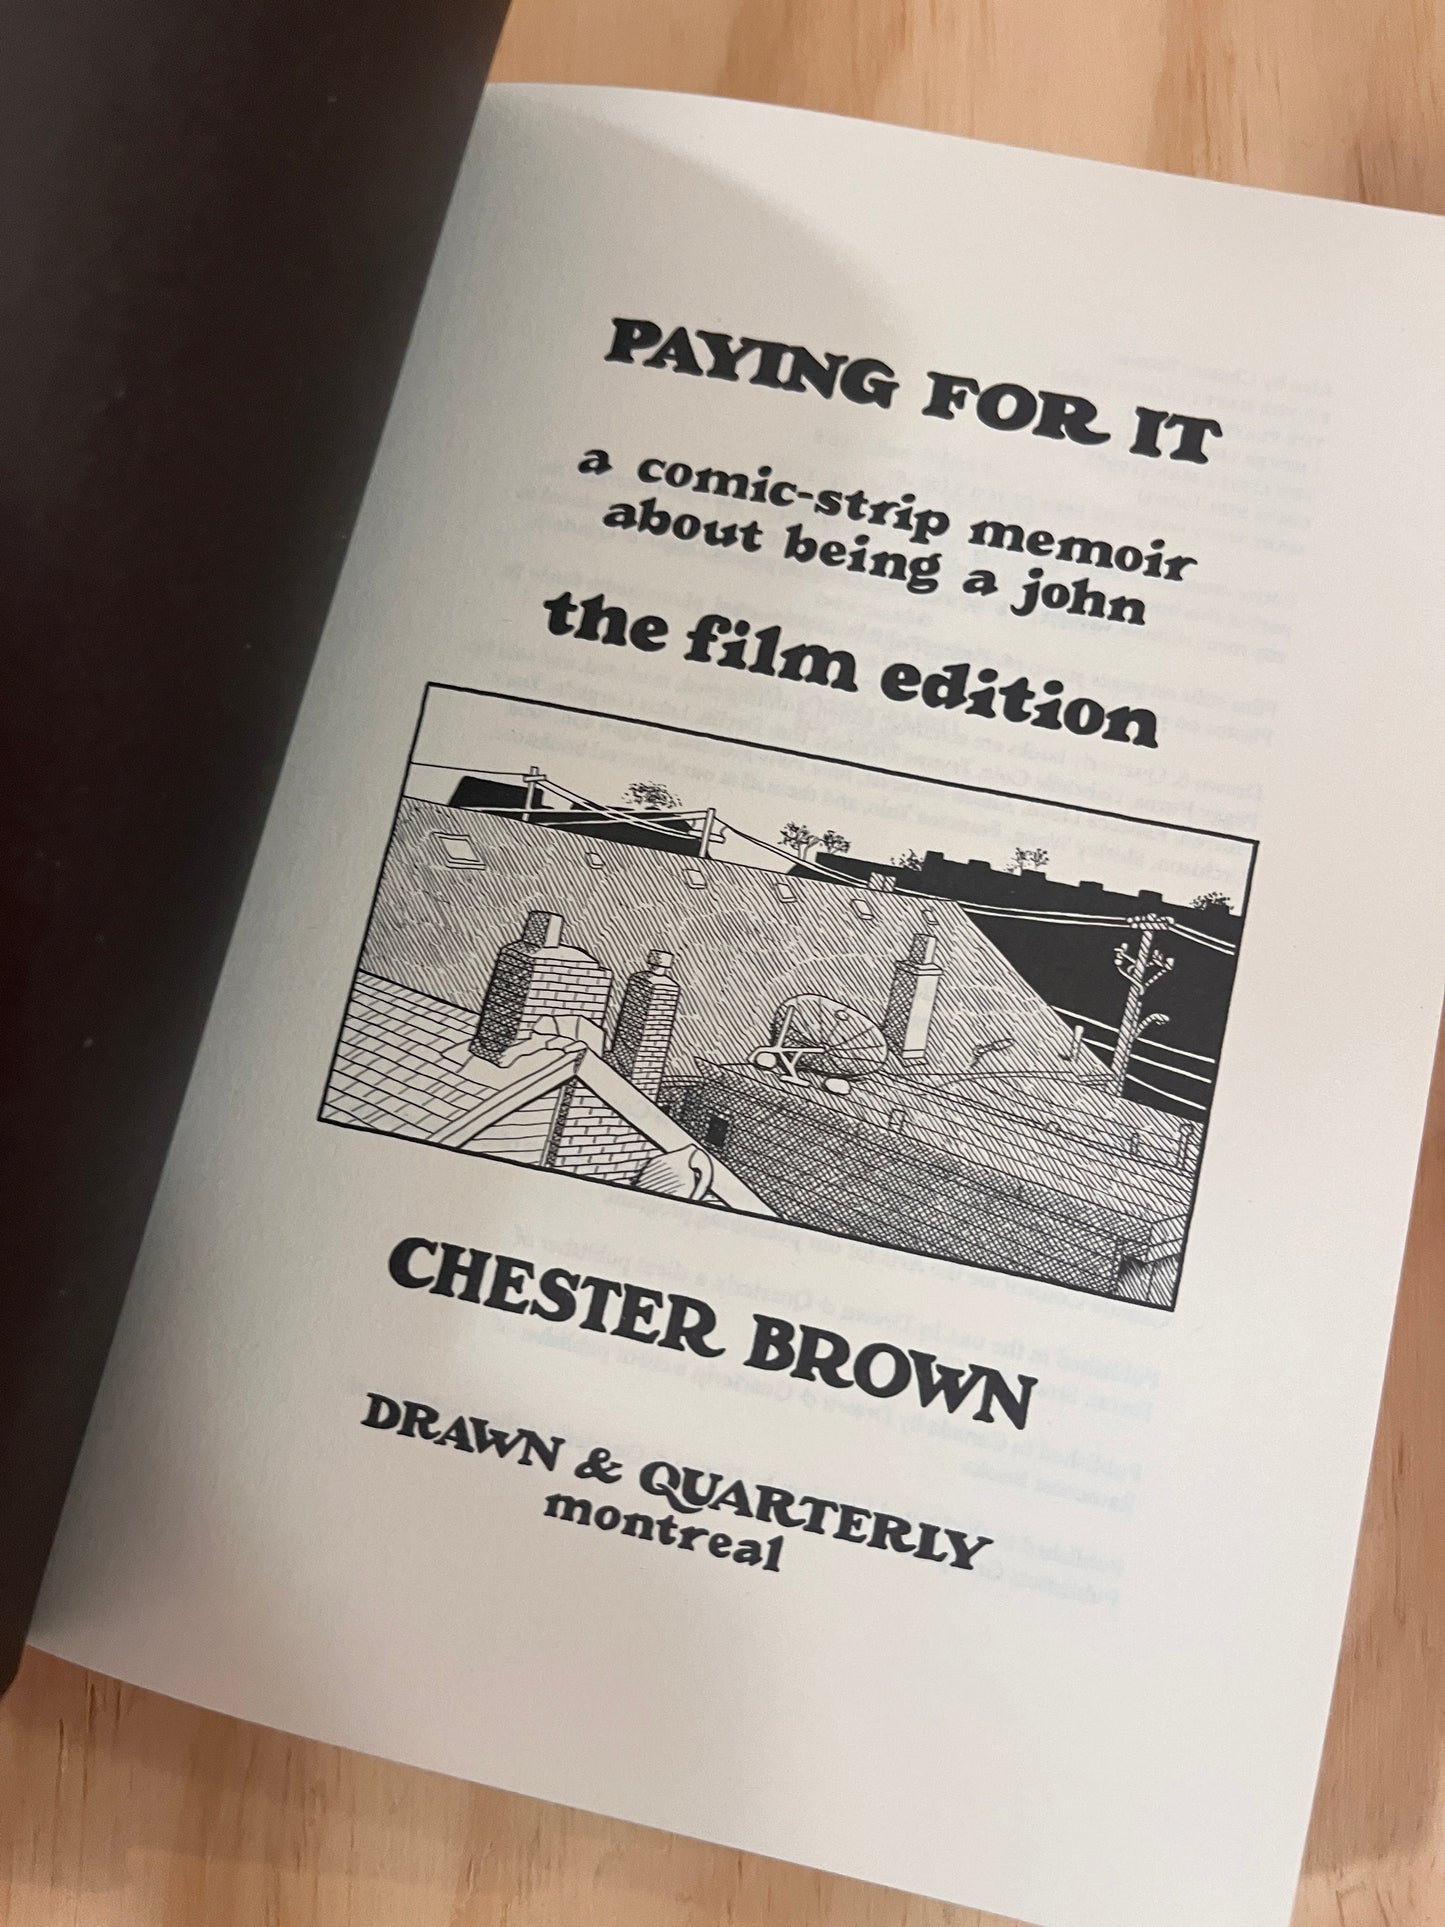 PAYING FOR IT
a comic-strip memoir
about being a john
the film edition
CHESTER BROWN
DRAWN & QUARTERLY
montreal